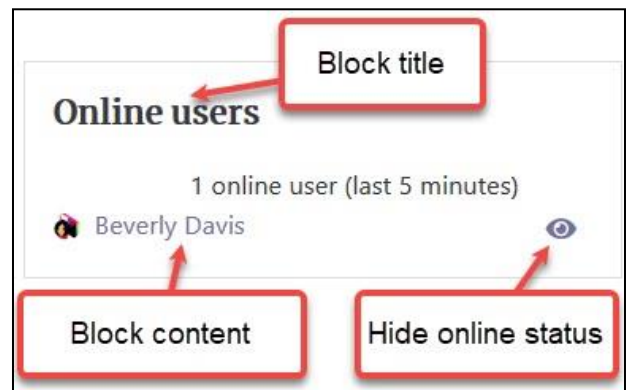 Block title
Online users
1 online user (last 5 minutes)
Beverly Davis
Block content
Hide online status